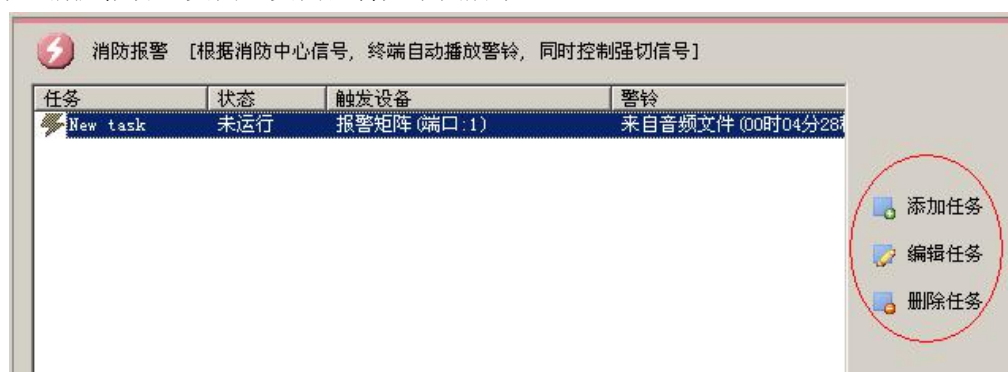 消防报警 [根据消防中心信号, 终端自动播放警铃, 同时控制强切信号]
任务 状态 触发设备 警铃
New task 未运行 报警矩阵(端口:1) 来自音频文件(00时04分28
添加任务
编辑任务
删除任务